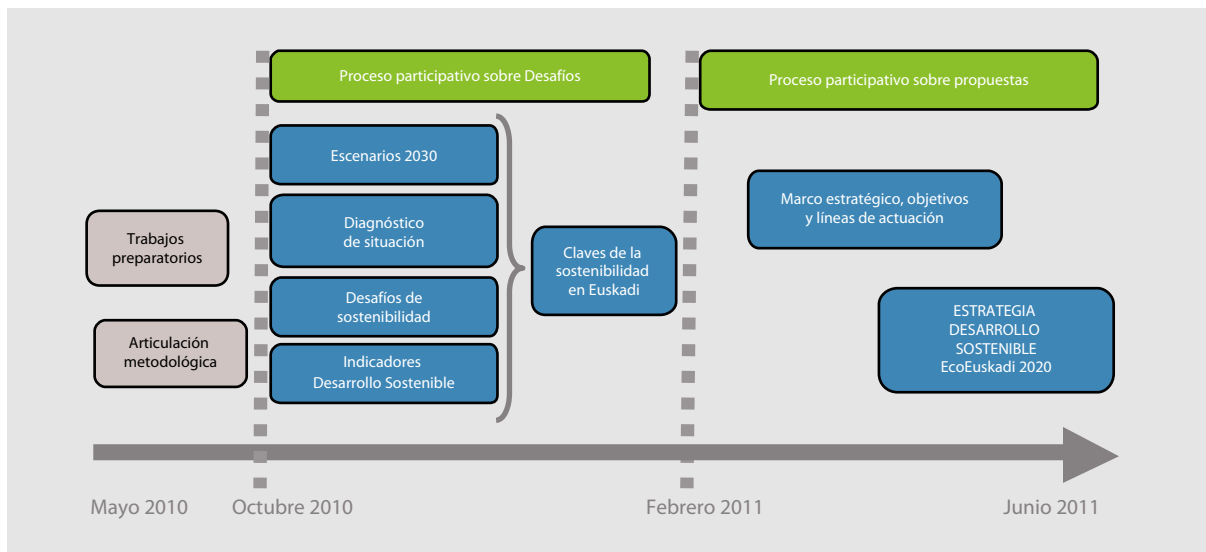 Proceso participativo sobre Desafíos
Proceso participativo sobre propuestas
Escenarios 2030
Diagnóstico
de situación
Desafíos de
sostenibilidad
Indicadores
Desarrollo Sostenible
Trabajos
preparatorios
Articulación
metodológica
Claves de la
sostenibilidad
en Euskadi
Marco estratégico, objetivos
y líneas de actuación
ESTRATEGIA
DESARROLLO
SOSTENIBLE
EcoEuskadi 2020
Mayo 2010
Octubre 2010
Febrero 2011
Junio 2011